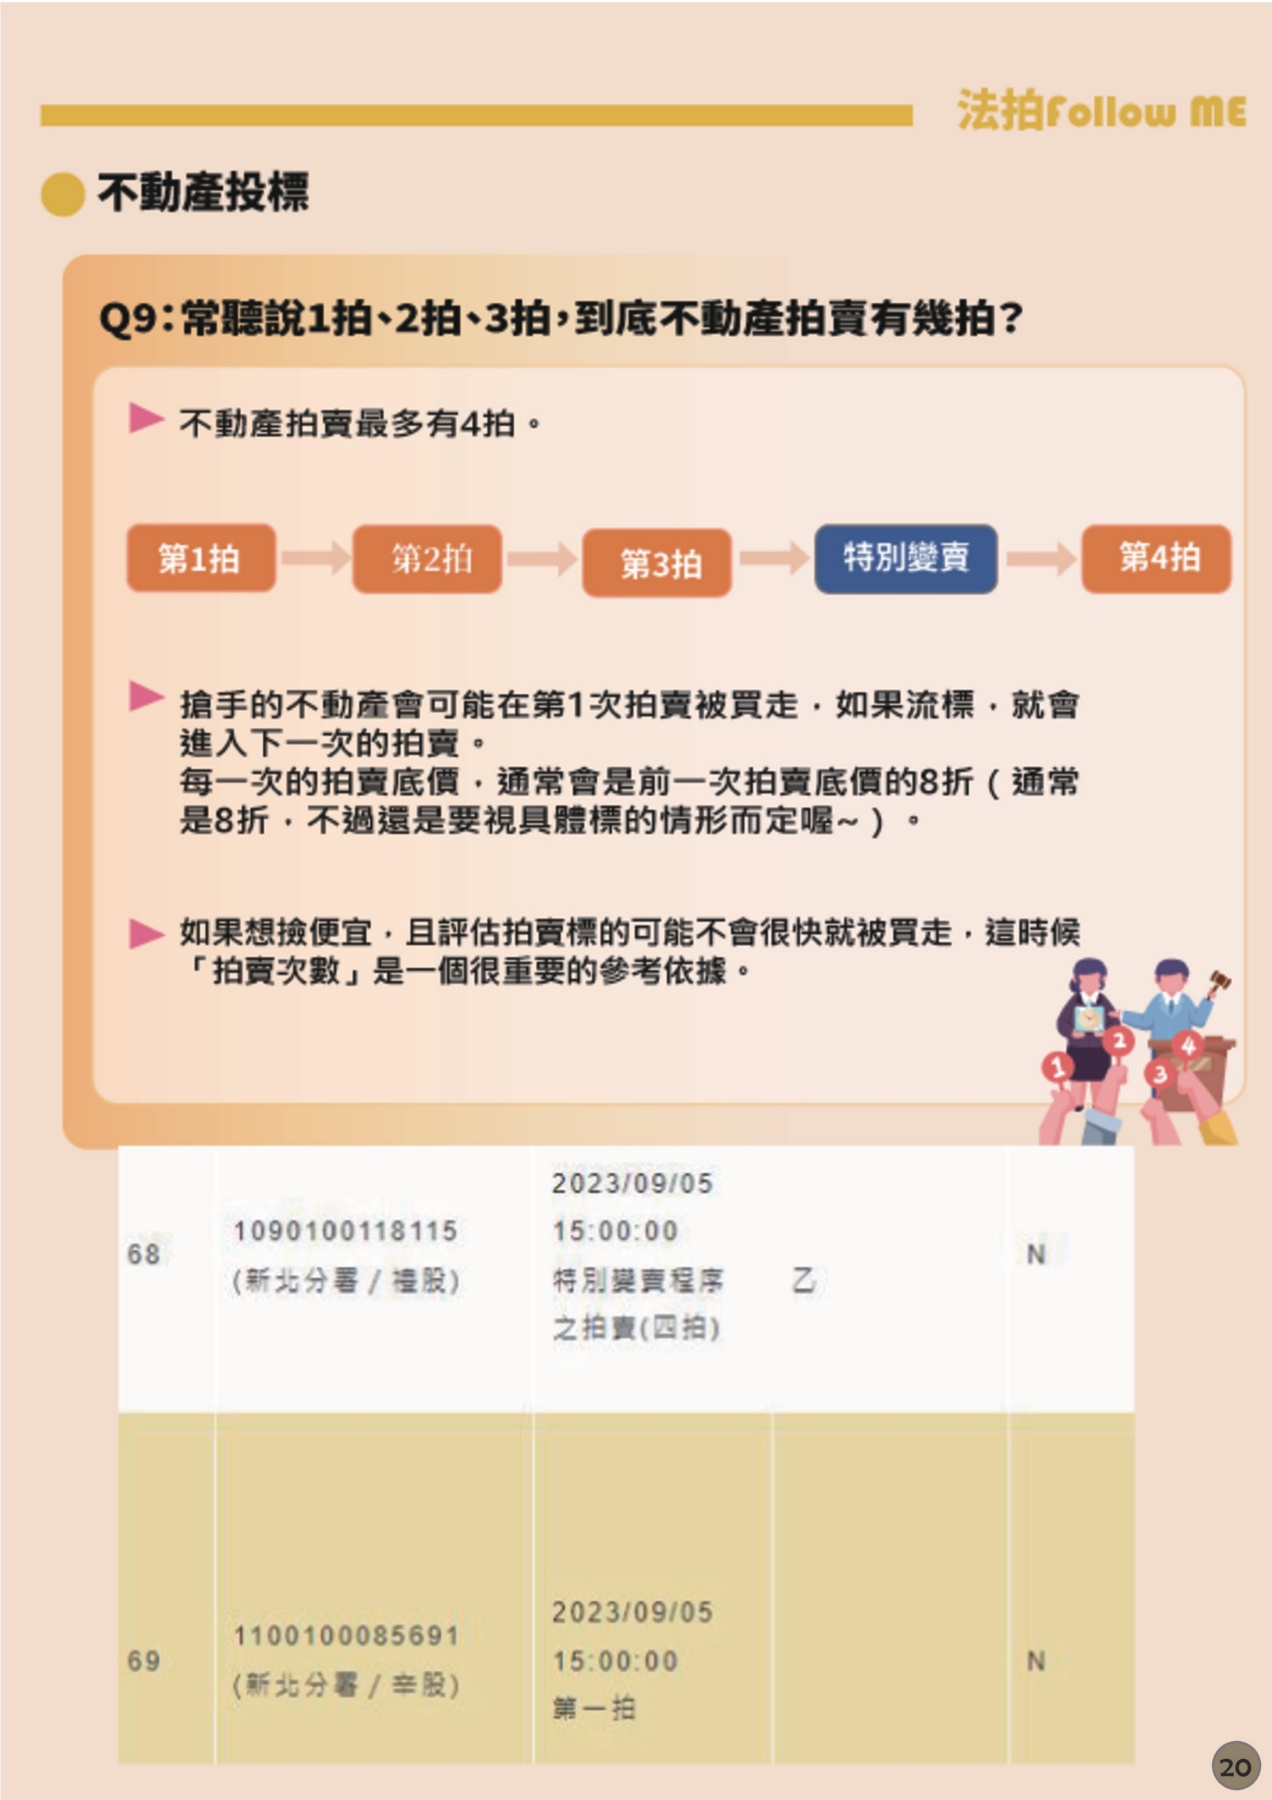 法拍Follow ME
不動產投標
Q9：常聽說1拍、2拍、3拍，到底不動產拍賣有幾拍？
不動產拍賣最多有4拍。
第1拍
第2拍
第3拍
特別變賣
第4拍
搶手的不動產會可能在第1次拍賣被買走，如果流標，就會
進入下一次的拍賣。
每一次的拍賣底價，通常會是前一次拍賣底價的8折（通常
是8折，不過還是要視具體標的情形而定喔~）。
如果想撿便宜，且評估拍賣標的可能不會很快就被買走，這時候
「拍賣次數」是一個很重要的參考依據。
1
2
3
4
68
1090100118115
(新北分署 / 禮股)
2023/09/05
15:00:00
特別變賣程序
之拍賣(四拍)
乙
N
69
1100100085691
(新北分署 / 辛股)
2023/09/05
15:00:00
第一拍
N
20